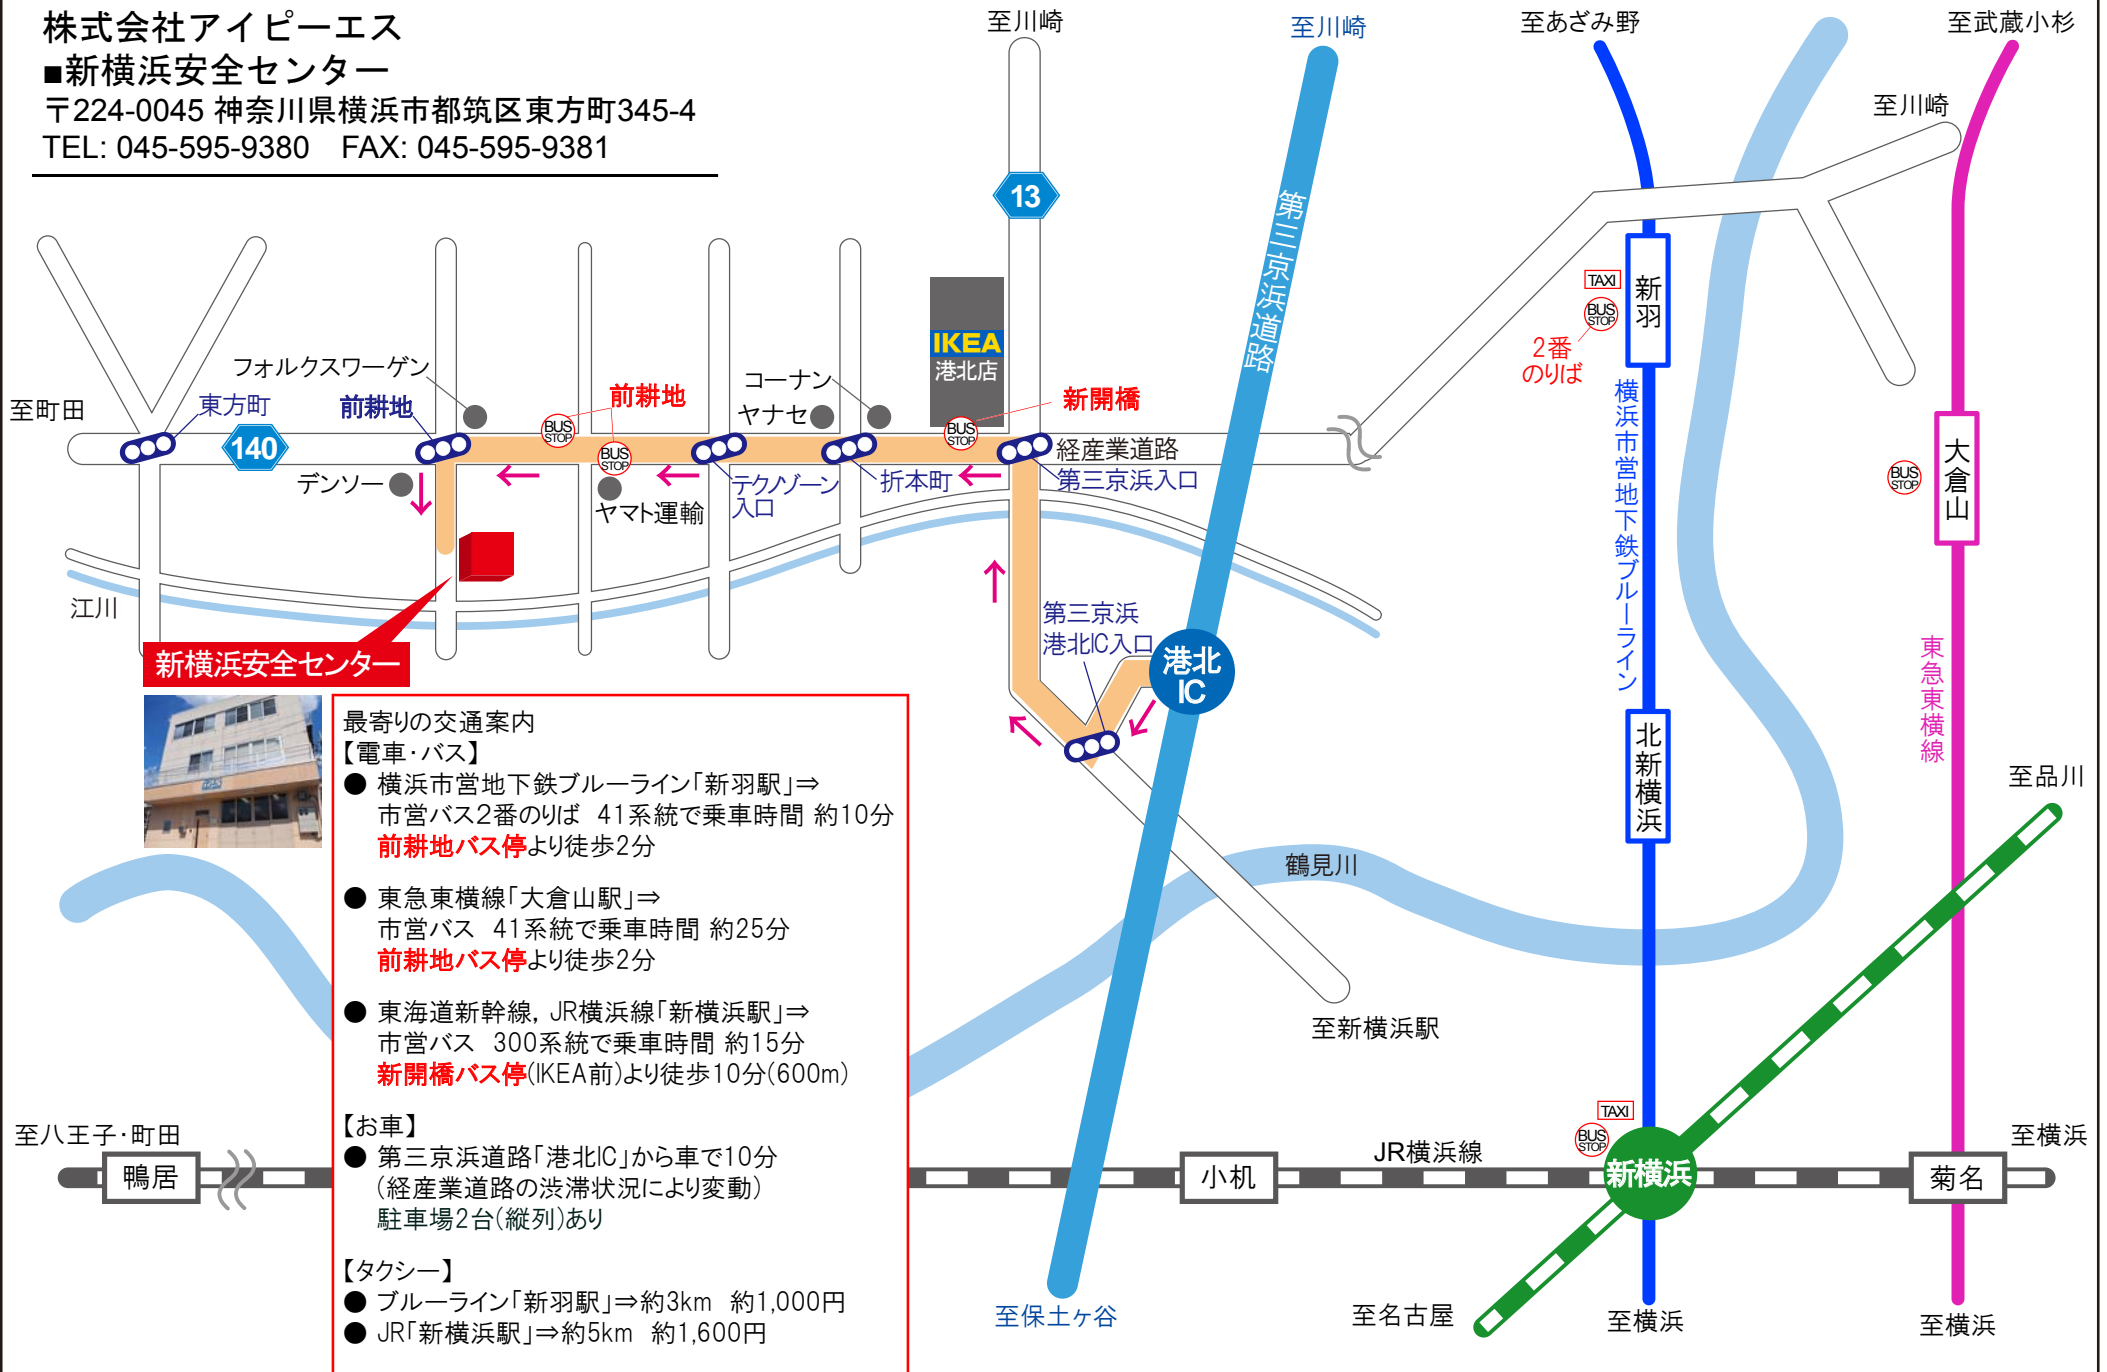 株式会社アイピーエス
■新横浜安全センター
〒224-0045 神奈川県横浜市都筑区東方町345-4
TEL: 045-595-9380　FAX: 045-595-9381
至川崎
至川崎
至あざみ野
至武蔵小杉
至川崎
13
第三京浜道路
TAXI
BUS STOP
2番
のりば
新羽
IKEA
港北店
フォルクスワーゲン
至町田
東方町
140
前耕地
BUS STOP
前耕地
BUS STOP
コーナン
ヤナセ
BUS STOP
新開橋
経産業道路
第三京浜入口
折本町
テクノゾーン
入口
デンソー
ヤマト運輸
横浜市営地下鉄ブルーライン
BUS STOP
大倉山
江川
新横浜安全センター
第三京浜
港北IC入口
港北
IC
東急東横線
北新横浜
至品川
鶴見川
至新横浜駅
最寄りの交通案内
【電車・バス】
● 横浜市営地下鉄ブルーライン「新羽駅」⇒
市営バス2番のりば 41系統で乗車時間 約10分
前耕地バス停より徒歩2分
● 東急東横線「大倉山駅」⇒
市営バス 41系統で乗車時間 約25分
前耕地バス停より徒歩2分
● 東海道新幹線, JR横浜線「新横浜駅」⇒
市営バス 300系統で乗車時間 約15分
新開橋バス停(IKEA前)より徒歩10分(600m)
【お車】
● 第三京浜道路「港北IC」から車で10分
(経産業道路の渋滞状況により変動)
駐車場2台(縦列)あり
【タクシー】
● ブルーライン「新羽駅」⇒約3km 約1,000円
● JR「新横浜駅」⇒約5km 約1,600円
至八王子・町田
鴨居
小机
JR横浜線
TAXI
BUS STOP
新横浜
菊名
至横浜
至保土ヶ谷
至名古屋
至横浜
至横浜